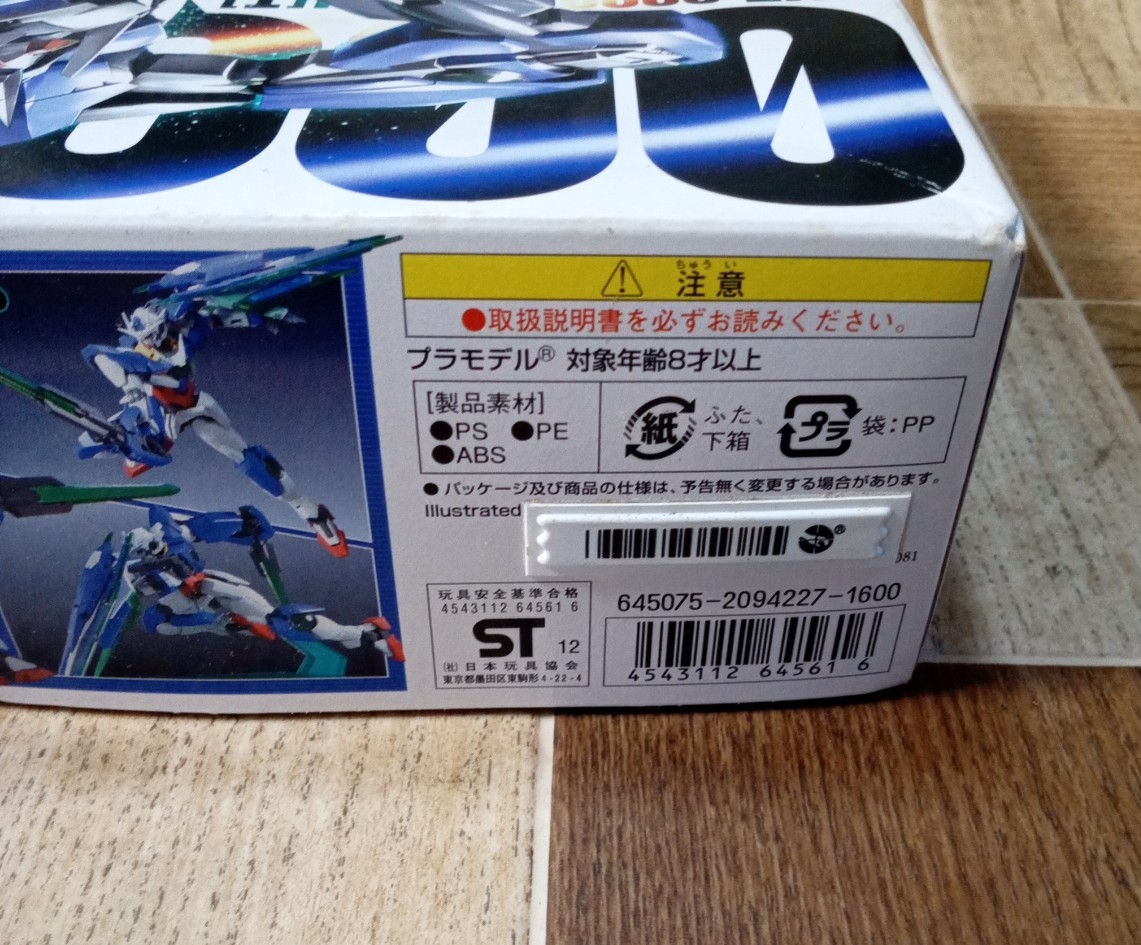 注意
ちゅうい
●取扱説明書を必ずお読みください。
プラモデル® 対象年齢8才以上
[製品素材]
●PS ●PE
●ABS
紙 ふた、
下箱
プラ 袋:PP
● パッケージ及び商品の仕様は、予告無く変更する場合があります。
Illustrated
081
玩具安全基準合格
4543112 64561 6
ST 12
(社)日本玩具協会
東京都墨田区東駒形4-22-4
645075-2094227-1600
4543112 64561 6